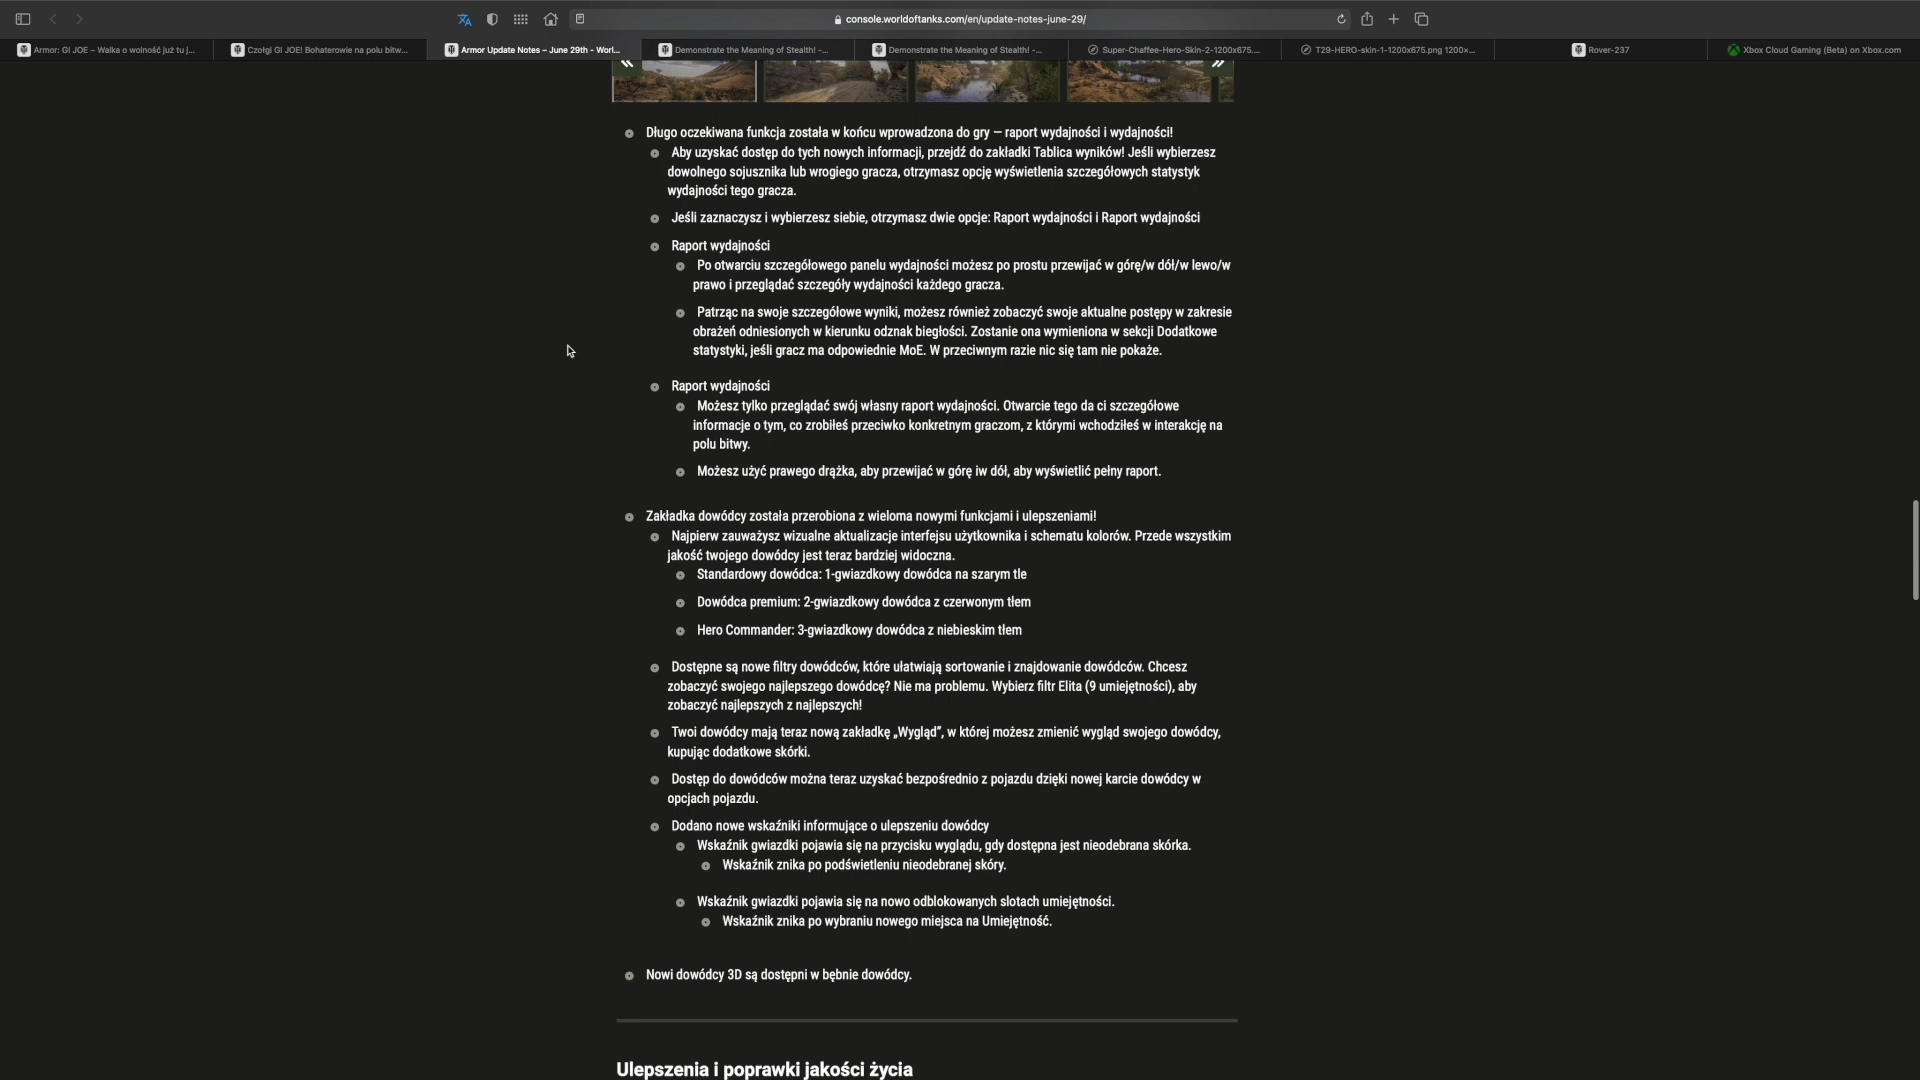 console.worldoftanks.com/en/update-notes-june-29/
Armor: GI JOE – Walka o wolność już tu j...
Czołgi GI JOE! Bohaterowie na polu bitw...
Armor Update Notes – June 29th - Worl...
Demonstrate the Meaning of Stealth! -...
Demonstrate the Meaning of Stealth! -...
Super-Chaffee-Hero-Skin-2-1200x675....
T29-HERO-skin-1-1200x675.png 1200×...
Rover-237
Xbox Cloud Gaming (Beta) on Xbox.com
Długo oczekiwana funkcja została w końcu wprowadzona do gry — raport wydajności i wydajności!
Aby uzyskać dostęp do tych nowych informacji, przejdź do zakładki Tablica wyników! Jeśli wybierzesz
dowolnego sojusznika lub wrogiego gracza, otrzymasz opcję wyświetlenia szczegółowych statystyk
wydajności tego gracza.
Jeśli zaznaczysz i wybierzesz siebie, otrzymasz dwie opcje: Raport wydajności i Raport wydajności
Raport wydajności
Po otwarciu szczegółowego panelu wydajności możesz po prostu przewijać w górę/w dół/w lewo/w
prawo i przeglądać szczegóły wydajności każdego gracza.
Patrząc na swoje szczegółowe wyniki, możesz również zobaczyć swoje aktualne postępy w zakresie
obrażeń odniesionych w kierunku odznak biegłości. Zostanie ona wymieniona w sekcji Dodatkowe
statystyki, jeśli gracz ma odpowiednie MoE. W przeciwnym razie nic się tam nie pokaże.
Raport wydajności
Możesz tylko przeglądać swój własny raport wydajności. Otwarcie tego da ci szczegółowe
informacje o tym, co zrobiłeś przeciwko konkretnym graczom, z którymi wchodziłeś w interakcję na
polu bitwy.
Możesz użyć prawego drążka, aby przewijać w górę iw dół, aby wyświetlić pełny raport.
Zakładka dowódcy została przerobiona z wieloma nowymi funkcjami i ulepszeniami!
Najpierw zauważysz wizualne aktualizacje interfejsu użytkownika i schematu kolorów. Przede wszystkim
jakość twojego dowódcy jest teraz bardziej widoczna.
Standardowy dowódca: 1-gwiazdkowy dowódca na szarym tle
Dowódca premium: 2-gwiazdkowy dowódca z czerwonym tłem
Hero Commander: 3-gwiazdkowy dowódca z niebieskim tłem
Dostępne są nowe filtry dowódców, które ułatwiają sortowanie i znajdowanie dowódców. Chcesz
zobaczyć swojego najlepszego dowódcę? Nie ma problemu. Wybierz filtr Elita (9 umiejętności), aby
zobaczyć najlepszych z najlepszych!
Twoi dowódcy mają teraz nową zakładkę „Wygląd”, w której możesz zmienić wygląd swojego dowódcy,
kupując dodatkowe skórki.
Dostęp do dowódców można teraz uzyskać bezpośrednio z pojazdu dzięki nowej karcie dowódcy w
opcjach pojazdu.
Dodano nowe wskaźniki informujące o ulepszeniu dowódcy
Wskaźnik gwiazdki pojawia się na przycisku wyglądu, gdy dostępna jest nieodebrana skórka.
Wskaźnik znika po podświetleniu nieodebranej skóry.
Wskaźnik gwiazdki pojawia się na nowo odblokowanych slotach umiejętności.
Wskaźnik znika po wybraniu nowego miejsca na Umiejętność.
Nowi dowódcy 3D są dostępni w bębnie dowódcy.
Ulepszenia i poprawki jakości życia